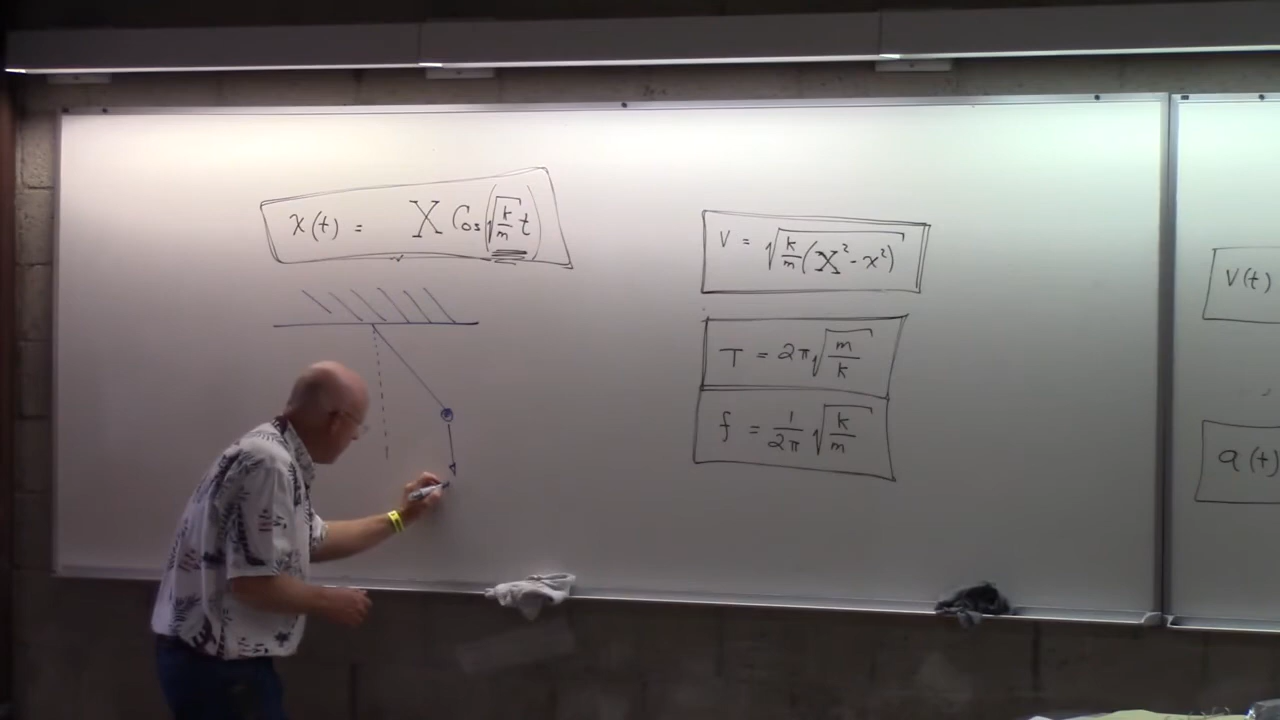 x(t) = X Cos(√(k/m) t)
V = √(k/m (X² - x²))
T = 2π √(m/k)
f = 1/2π √(k/m)
V(t)
a(t)